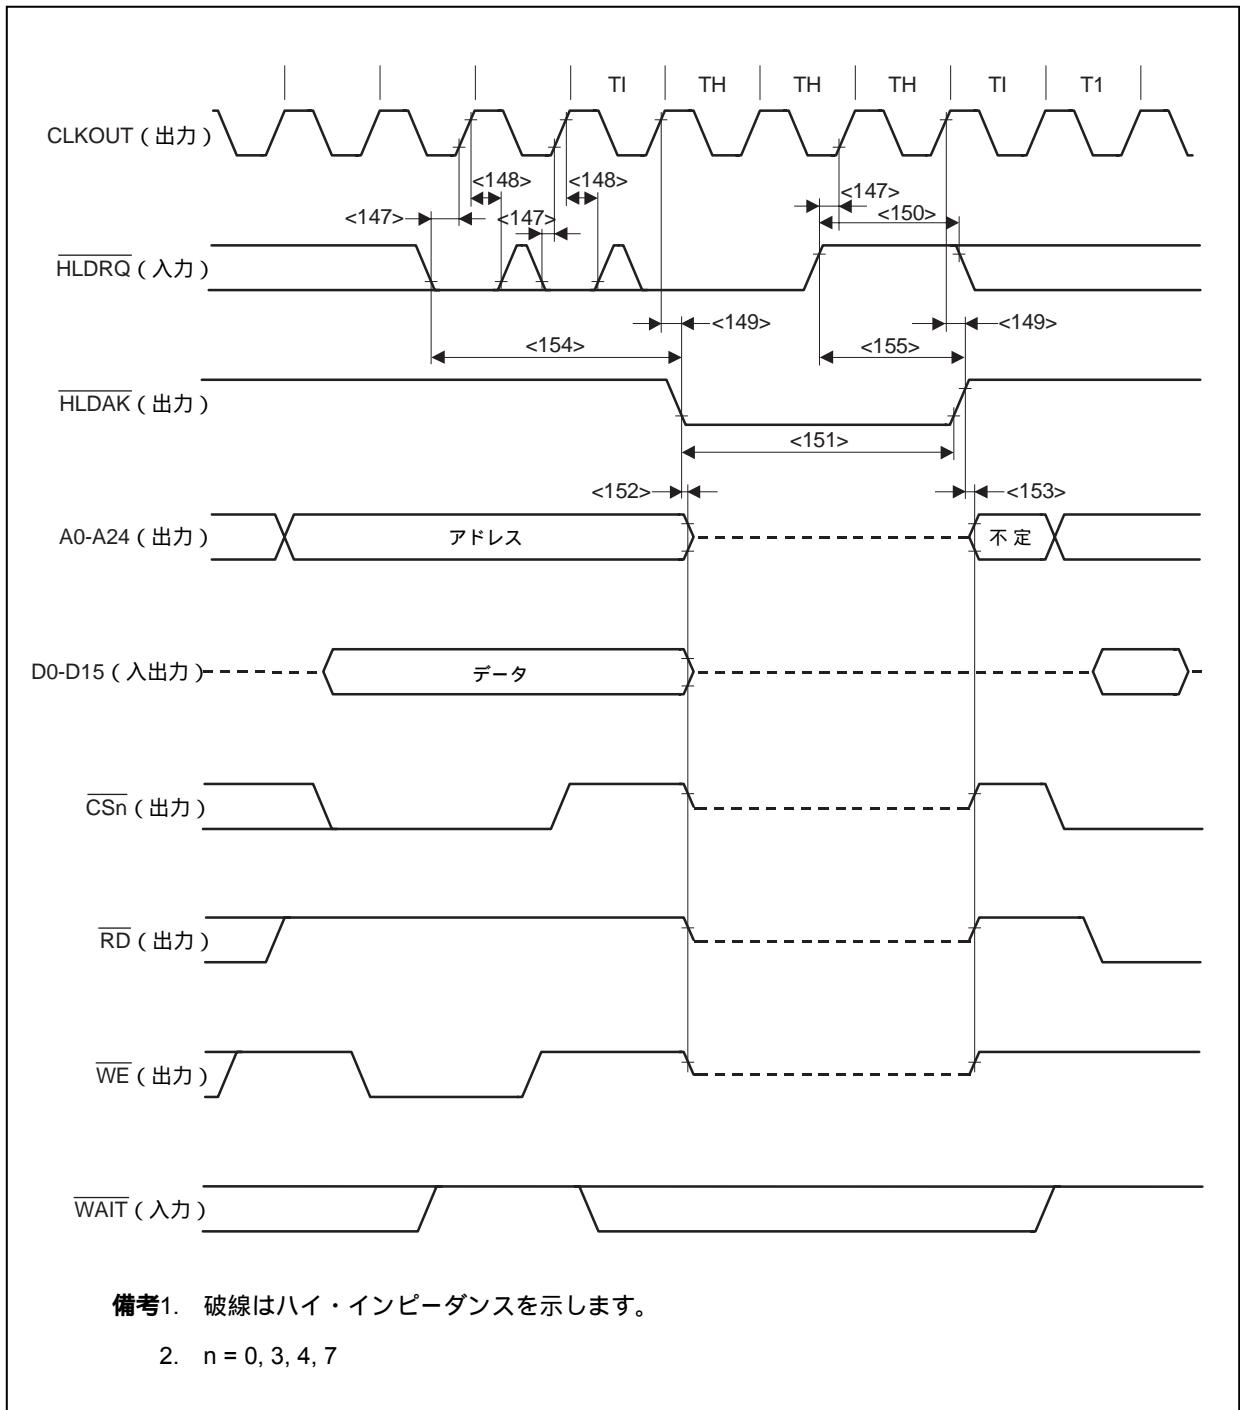 TI TH TH TH TI T1
CLKOUT（出力）
<148> <148>
<147> <147> <147>
<150>
HLDRQ（入力）
<149> <149>
<154> <155>
HLDAK（出力）
<151>
<152> <153>
A0-A24（出力） アドレス 不 定
D0-D15（入出力） データ
CSn（出力）
RD（出力）
WE（出力）
WAIT（入力）
備考1. 破線はハイ・インピーダンスを示します。
2. n = 0, 3, 4, 7